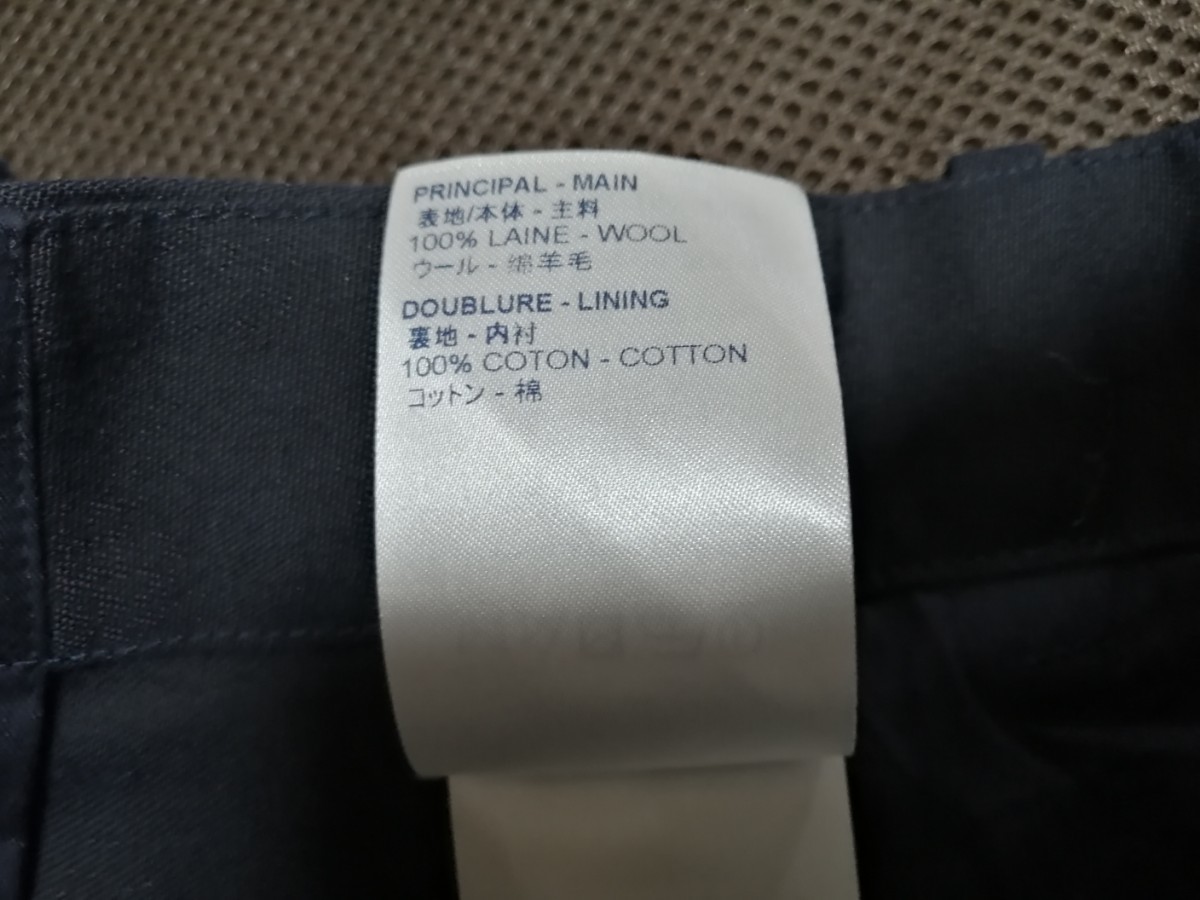 PRINCIPAL - MAIN
表地/本体 - 主料
100% LAINE - WOOL
ウール - 绵羊毛
DOUBLURE - LINING
裏地 - 内衬
100% COTON - COTTON
コットン - 棉